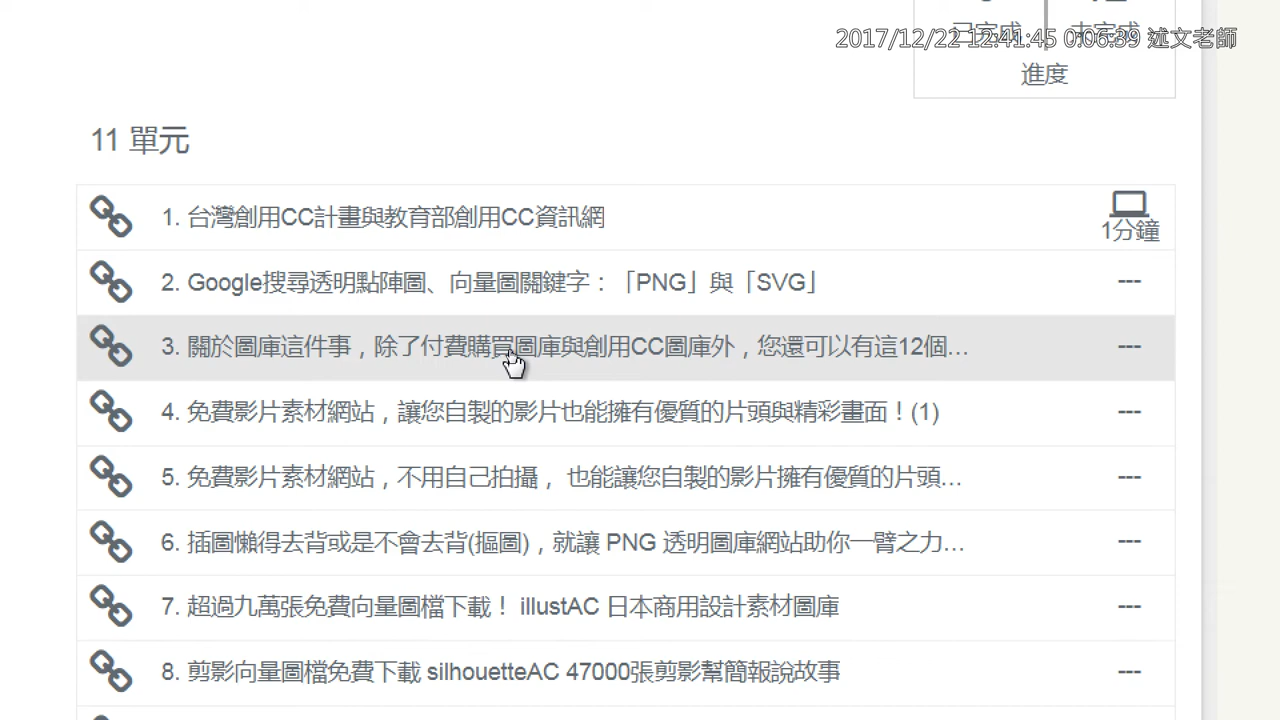 已完成 未完成
2017/12/22 12:41:45 0:06:39 述文老師
進度
11 單元
1. 台灣創用CC計畫與教育部創用CC資訊網
1分鐘
2. Google搜尋透明點陣圖、向量圖關鍵字：「PNG」與「SVG」
---
3. 關於圖庫這件事，除了付費購買圖庫與創用CC圖庫外，您還可以有這12個...
---
4. 免費影片素材網站，讓您自製的影片也能擁有優質的片頭與精彩畫面！(1)
---
5. 免費影片素材網站，不用自己拍攝， 也能讓您自製的影片擁有優質的片頭...
---
6. 插圖懶得去背或是不會去背(摳圖)，就讓 PNG 透明圖庫網站助你一臂之力...
---
7. 超過九萬張免費向量圖檔下載！ illustAC 日本商用設計素材圖庫
---
8. 剪影向量圖檔免費下載 silhouetteAC 47000張剪影幫簡報說故事
---